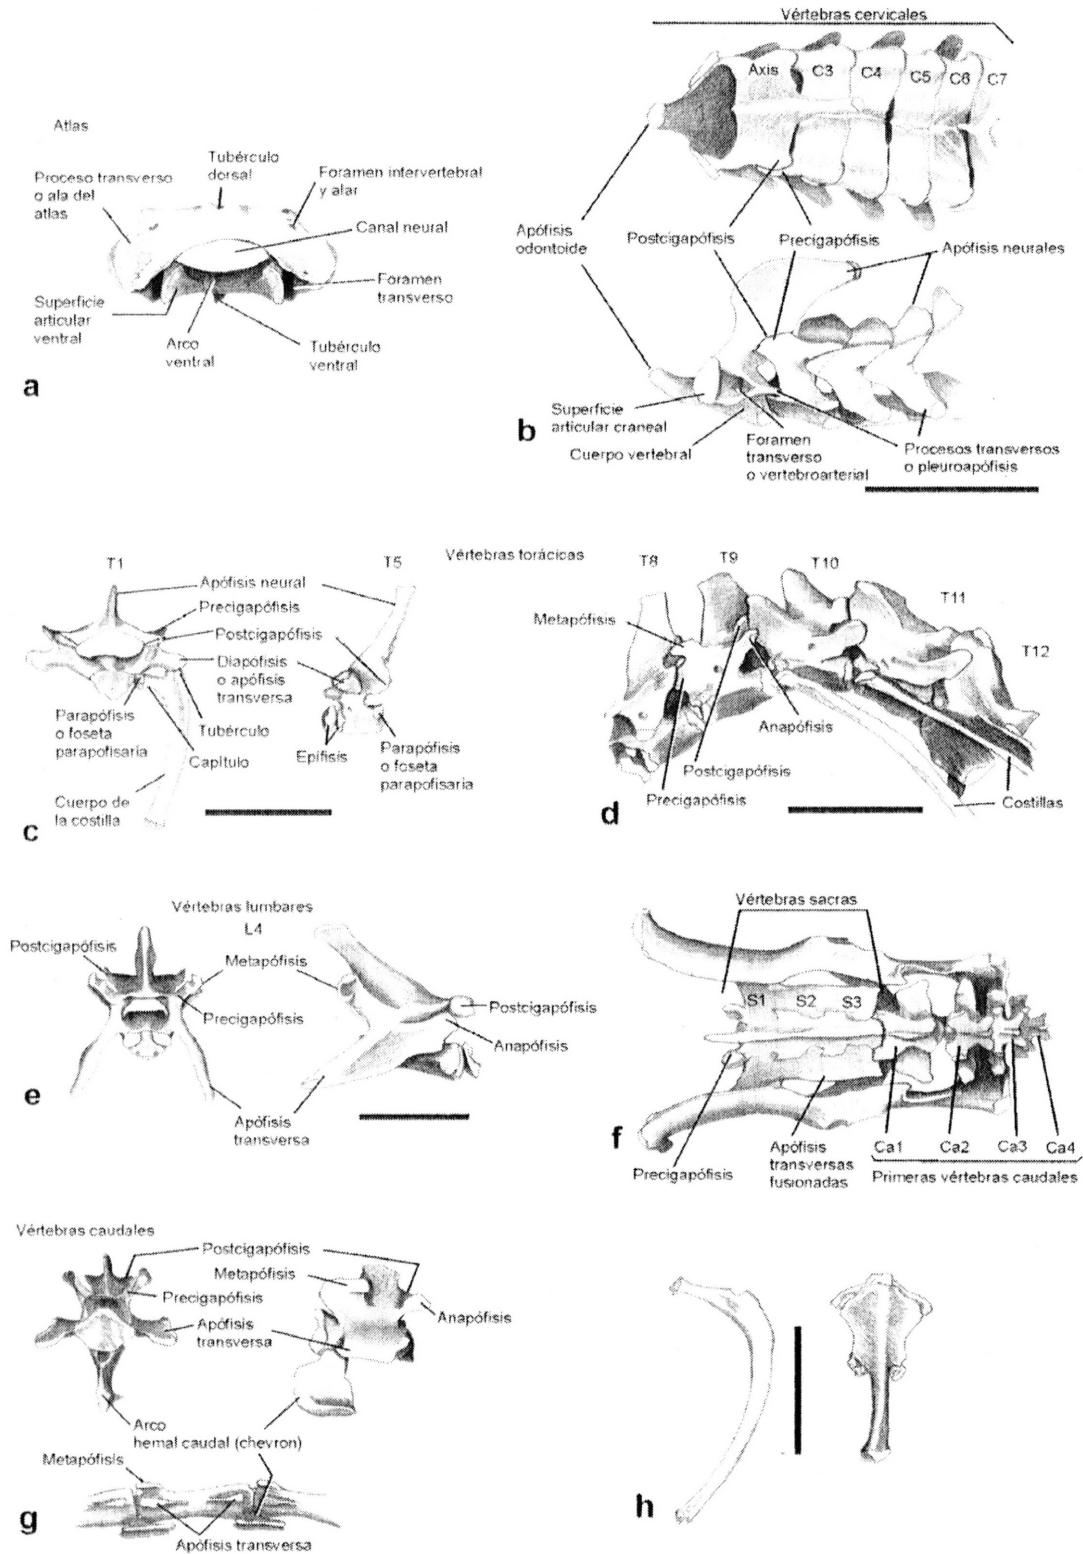 Atlas
Tubérculo
dorsal
Proceso transverso
o ala del
atlas
Foramen intervertebral
y alar
Canal neural
Foramen
transverso
Superficie
articular
ventral
Arco
ventral
Tubérculo
ventral
a
Vértebras cervicales
Axis C3 C4 C5 C6 C7
Apófisis
odontoide
Postcigapófisis
Precigapófisis
Apófisis neurales
Superficie
articular craneal
Cuerpo vertebral
Foramen
transverso
o vertebroarterial
Procesos transversos
o pleuroapófisis
b
Vértebras torácicas
T1
T5
Apófisis neural
Precigapófisis
Postcigapófisis
Diapófisis
o apófisis
transversa
Parapófisis
o foseta
parapofisaria
Tubérculo
Capítulo
Epífisis
Parapófisis
o foseta
parapofisaria
Cuerpo de
la costilla
c
T8 T9 T10 T11 T12
Metapófisis
Anapófisis
Postcigapófisis
Precigapófisis
Costillas
d
Vértebras lumbares
L4
Postcigapófisis
Metapófisis
Precigapófisis
Postcigapófisis
Anapófisis
Apófisis
transversa
e
Vértebras sacras
S1 S2 S3
Precigapófisis
Apófisis
transversas
fusionadas
Ca1 Ca2 Ca3 Ca4
Primeras vértebras caudales
f
Vértebras caudales
Postcigapófisis
Metapófisis
Precigapófisis
Apófisis
transversa
Anapófisis
Arco
hemal caudal (chevron)
Metapófisis
Apófisis transversa
g
h